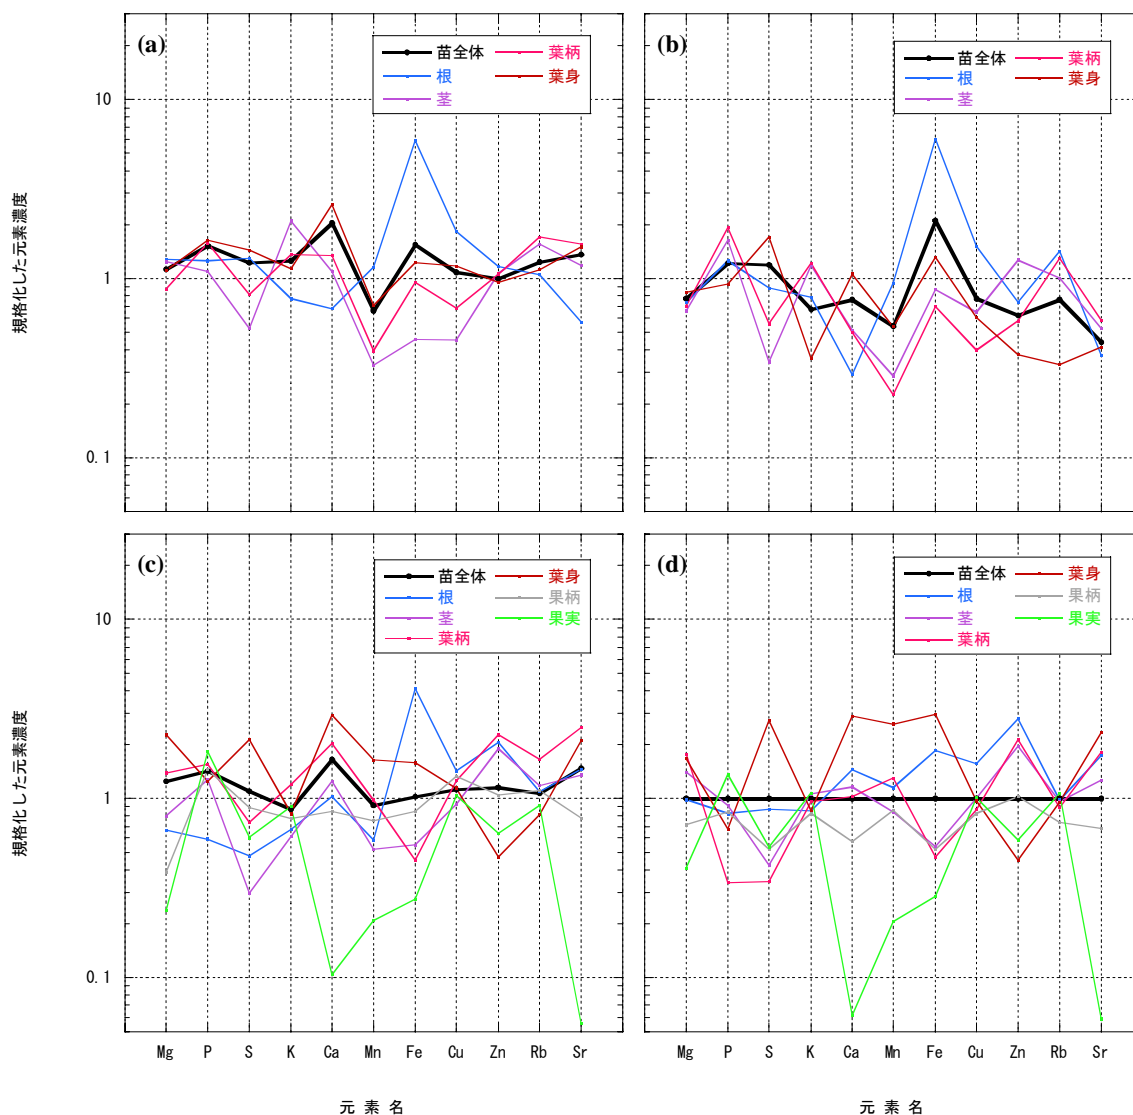 (a)
苗全体 葉柄
根 葉身
茎
(b)
苗全体 葉柄
根 葉身
茎
10
1
0.1
規格化した元素濃度
(c)
苗全体 葉身
根 果柄
茎 果実
葉柄
(d)
苗全体 葉身
根 果柄
茎 果実
葉柄
10
1
0.1
規格化した元素濃度
Mg P S K Ca Mn Fe Cu Zn Rb Sr
Mg P S K Ca Mn Fe Cu Zn Rb Sr
元素名
元素名